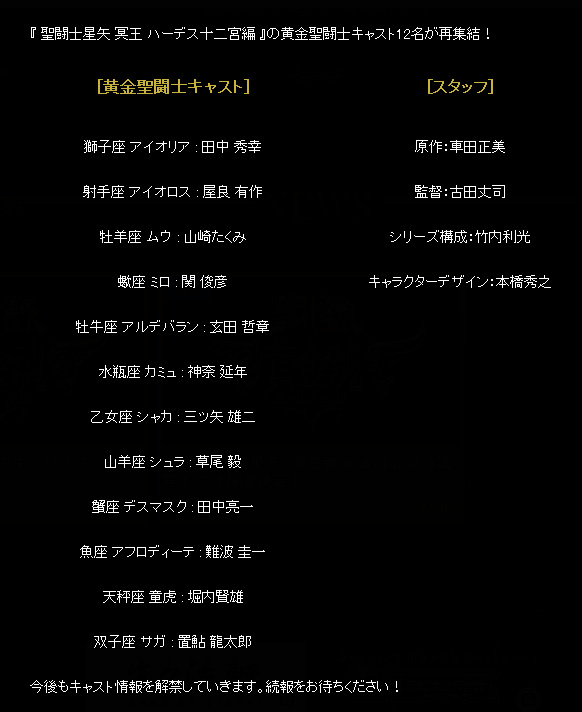 『 聖闘士星矢 冥王 ハーデス十二宮編 』の黄金聖闘士キャスト12名が再集結！
[黄金聖闘士キャスト]
獅子座 アイオリア : 田中 秀幸
射手座 アイオロス : 屋良 有作
牡羊座 ムウ : 山崎たくみ
蠍座 ミロ : 関 俊彦
牡牛座 アルデバラン : 玄田 哲章
水瓶座 カミュ : 神奈 延年
乙女座 シャカ : 三ツ矢 雄二
山羊座 シュラ : 草尾 毅
蟹座 デスマスク : 田中亮一
魚座 アフロディーテ : 難波 圭一
天秤座 童虎 : 堀内賢雄
双子座 サガ : 置鮎 龍太郎
[スタッフ]
原作：車田正美
監督：古田丈司
シリーズ構成：竹内利光
キャラクターデザイン：本橋秀之
今後もキャスト情報を解禁していきます。続報をお待ちください！